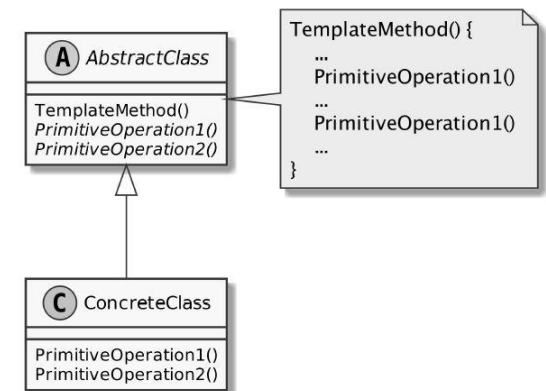 A AbstractClass
TemplateMethod()
PrimitiveOperation1()
PrimitiveOperation2()
TemplateMethod() {
...
PrimitiveOperation1()
...
PrimitiveOperation1()
...
}
C ConcreteClass
PrimitiveOperation1()
PrimitiveOperation2()